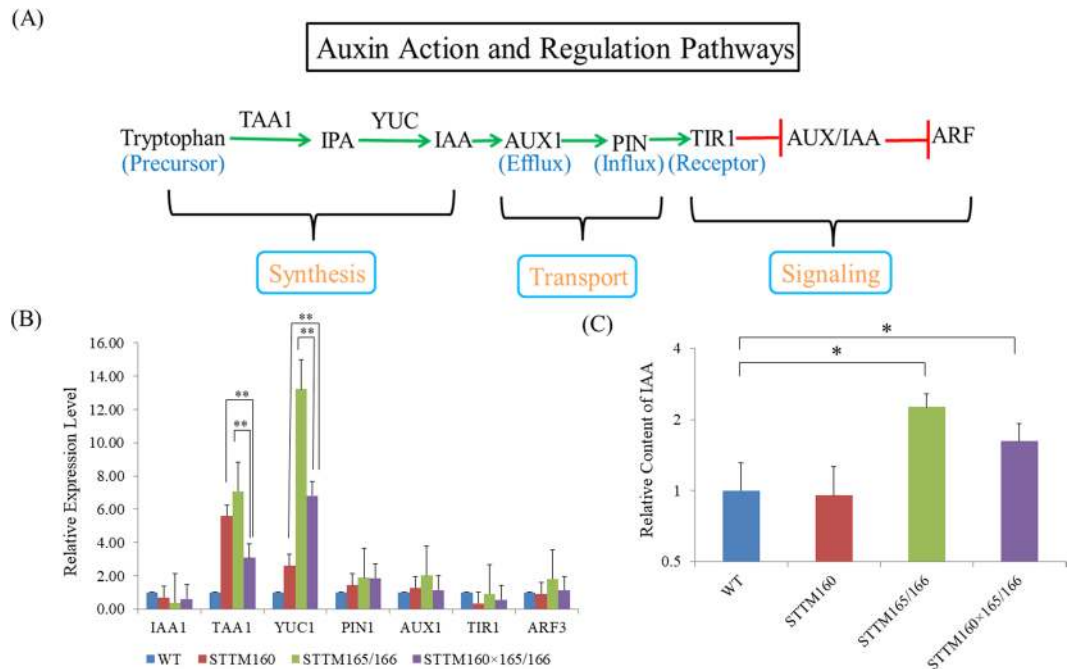 (A)
Auxin Action and Regulation Pathways
TAA1 YUC
Tryptophan IPA IAA AUX1 PIN TIR1 AUX/IAA ARF
(Precursor) (Efflux) (Influx) (Receptor)
Synthesis Transport Signaling
(B)
Relative Expression Level
16.00
14.00
12.00
10.00
8.00
6.00
4.00
2.00
0.00
** ** ** **
IAA1 TAA1 YUC1 PIN1 AUX1 TIR1 ARF3
WT STTM160 STTM165/166 STTM160×165/166
(C)
Relative Content of IAA
4
2
1
0.5
* *
WT
STTM160
STTM165/166
STTM160×165/166